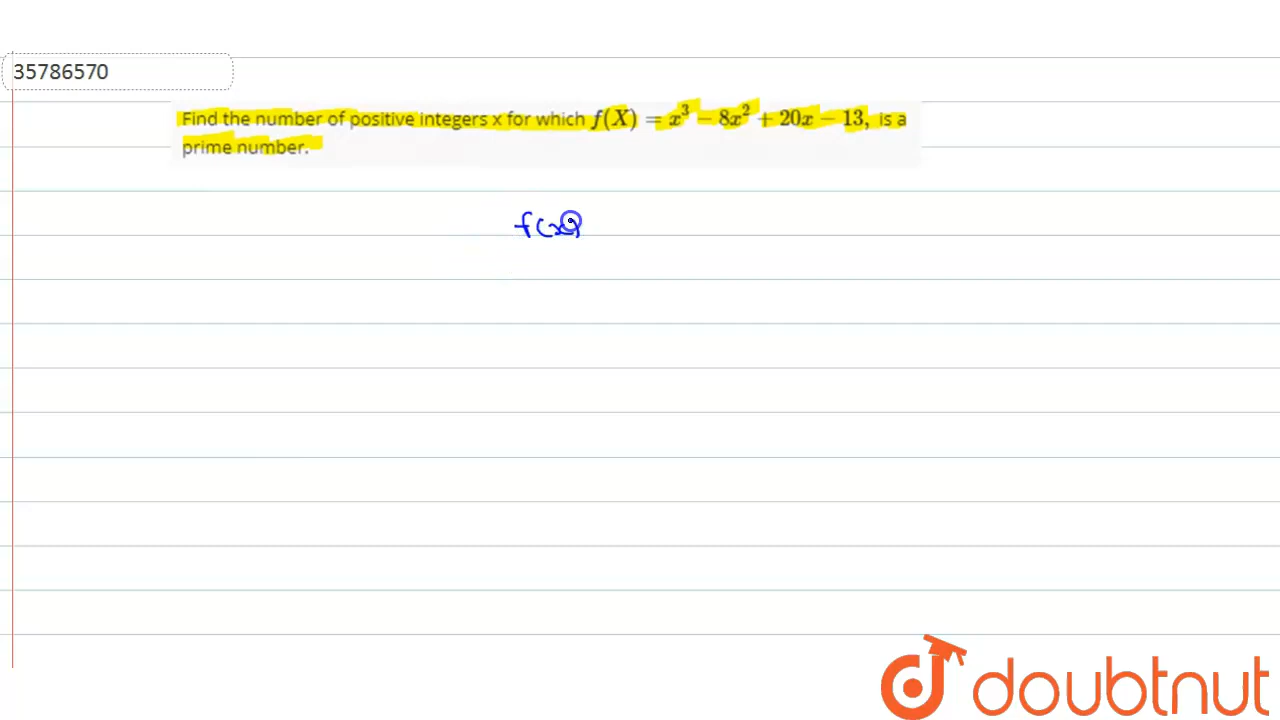 35786570
Find the number of positive integers x for which f(X) = x³ − 8x² + 20x − 13, is a
prime number.
f(x)
doubtnut